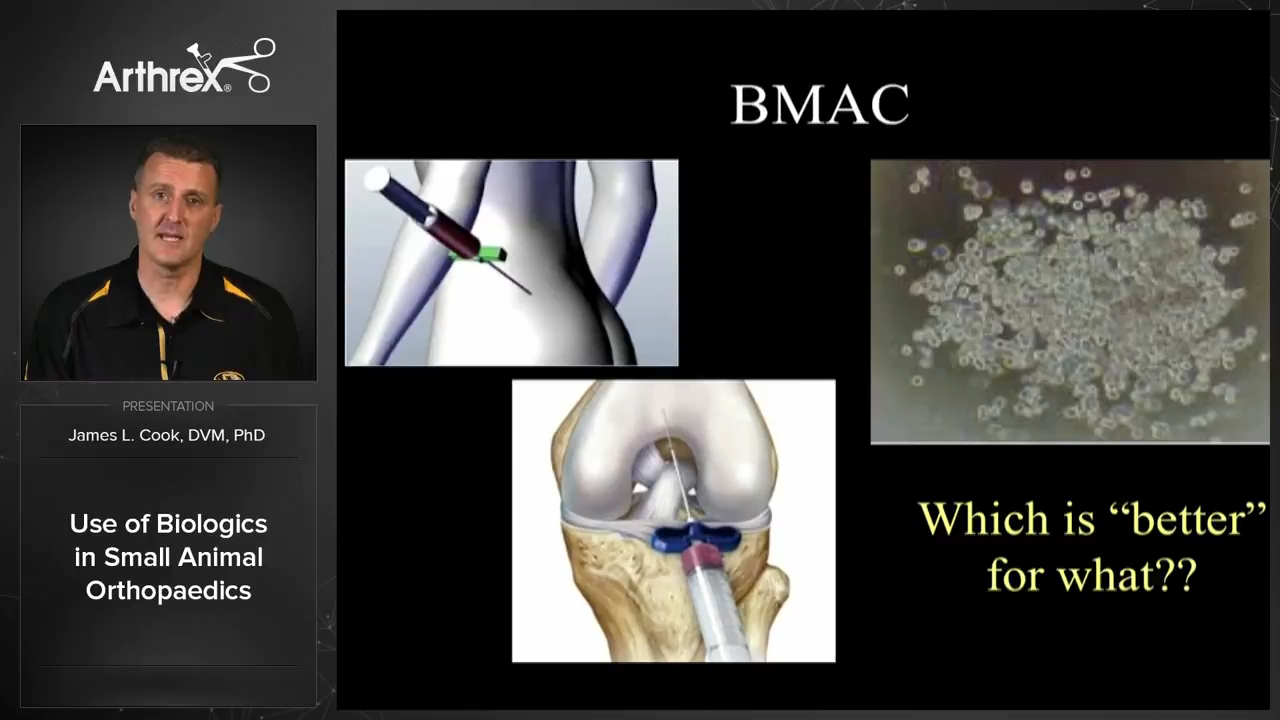 Arthrex®
PRESENTATION
James L. Cook, DVM, PhD
Use of Biologics
in Small Animal
Orthopaedics
BMAC
Which is “better”
for what??